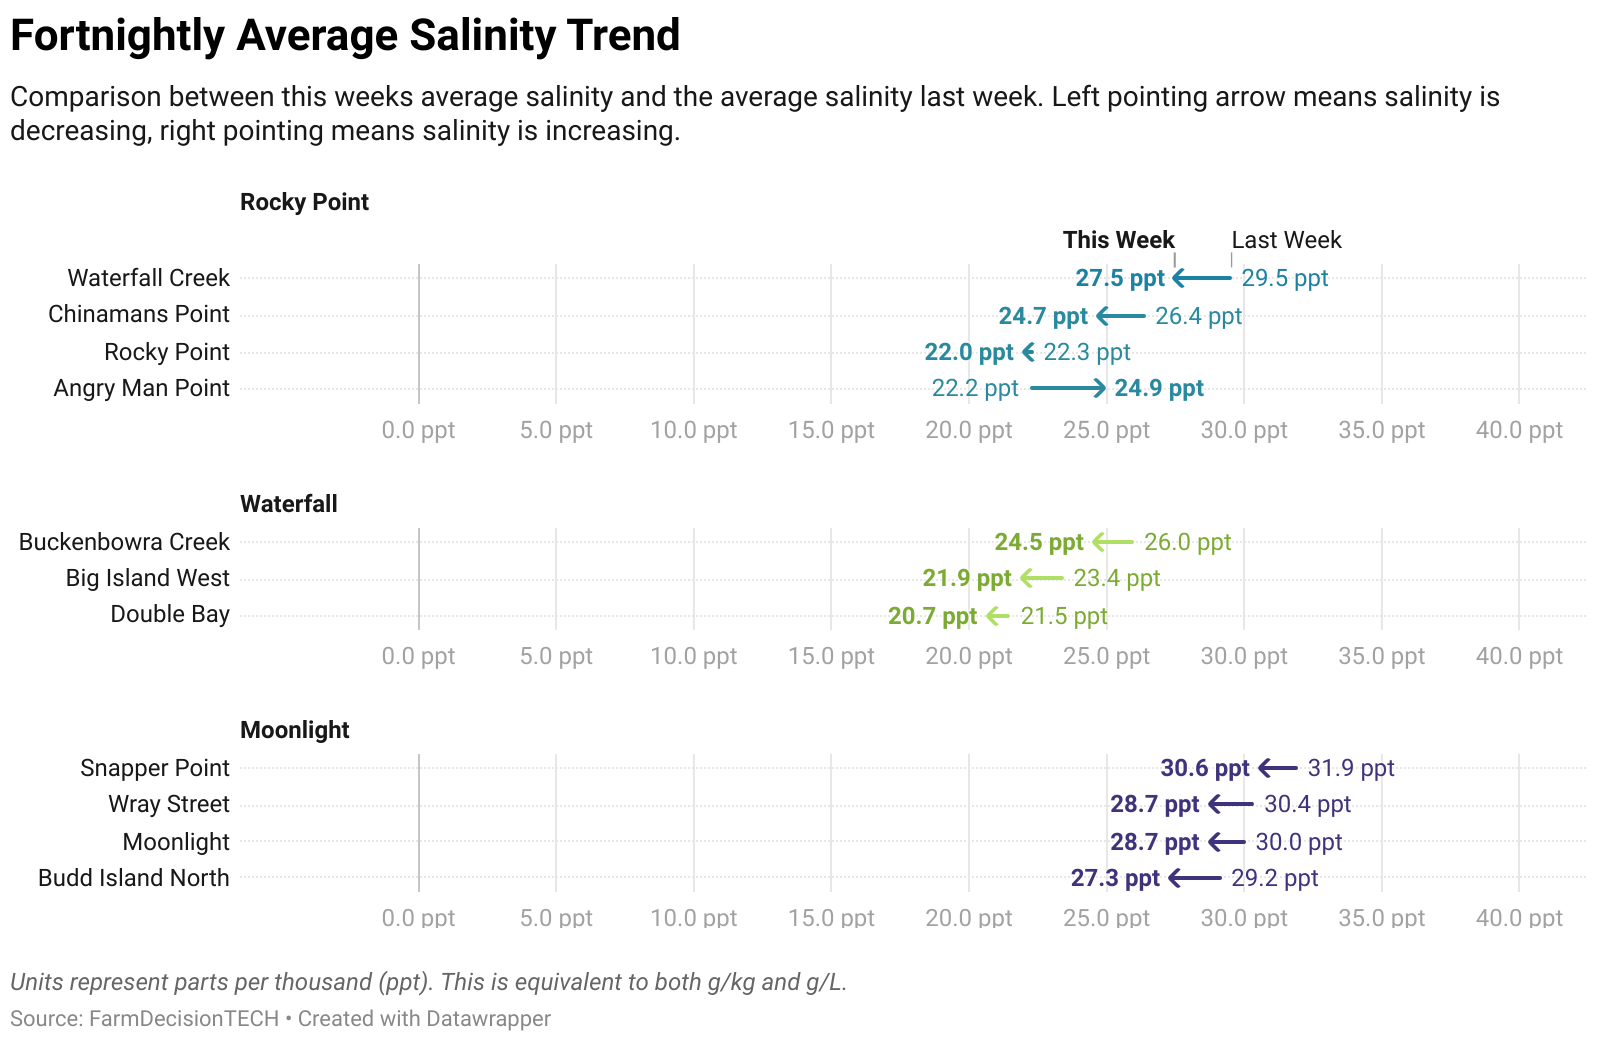 Fortnightly Average Salinity Trend
Comparison between this weeks average salinity and the average salinity last week. Left pointing arrow means salinity is
decreasing, right pointing means salinity is increasing.
Rocky Point
This Week Last Week
Waterfall Creek 27.5 ppt 29.5 ppt
Chinamans Point 24.7 ppt 26.4 ppt
Rocky Point 22.0 ppt 22.3 ppt
Angry Man Point 22.2 ppt 24.9 ppt
0.0 ppt 5.0 ppt 10.0 ppt 15.0 ppt 20.0 ppt 25.0 ppt 30.0 ppt 35.0 ppt 40.0 ppt
Waterfall
Buckenbowra Creek 24.5 ppt 26.0 ppt
Big Island West 21.9 ppt 23.4 ppt
Double Bay 20.7 ppt 21.5 ppt
0.0 ppt 5.0 ppt 10.0 ppt 15.0 ppt 20.0 ppt 25.0 ppt 30.0 ppt 35.0 ppt 40.0 ppt
Moonlight
Snapper Point 30.6 ppt 31.9 ppt
Wray Street 28.7 ppt 30.4 ppt
Moonlight 28.7 ppt 30.0 ppt
Budd Island North 27.3 ppt 29.2 ppt
0.0 ppt 5.0 ppt 10.0 ppt 15.0 ppt 20.0 ppt 25.0 ppt 30.0 ppt 35.0 ppt 40.0 ppt
Units represent parts per thousand (ppt). This is equivalent to both g/kg and g/L.
Source: FarmDecisionTECH • Created with Datawrapper